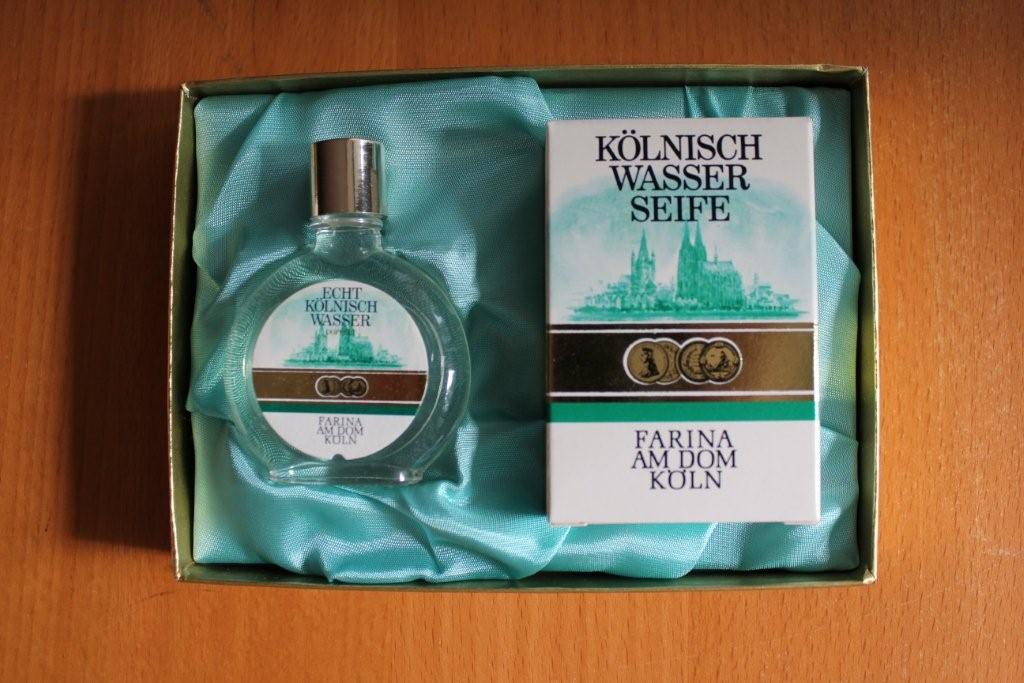 ECHT
KÖLNISCH
WASSER
FARINA
AM DOM
KÖLN
KÖLNISCH
WASSER
SEIFE
FARINA
AM DOM
KÖLN